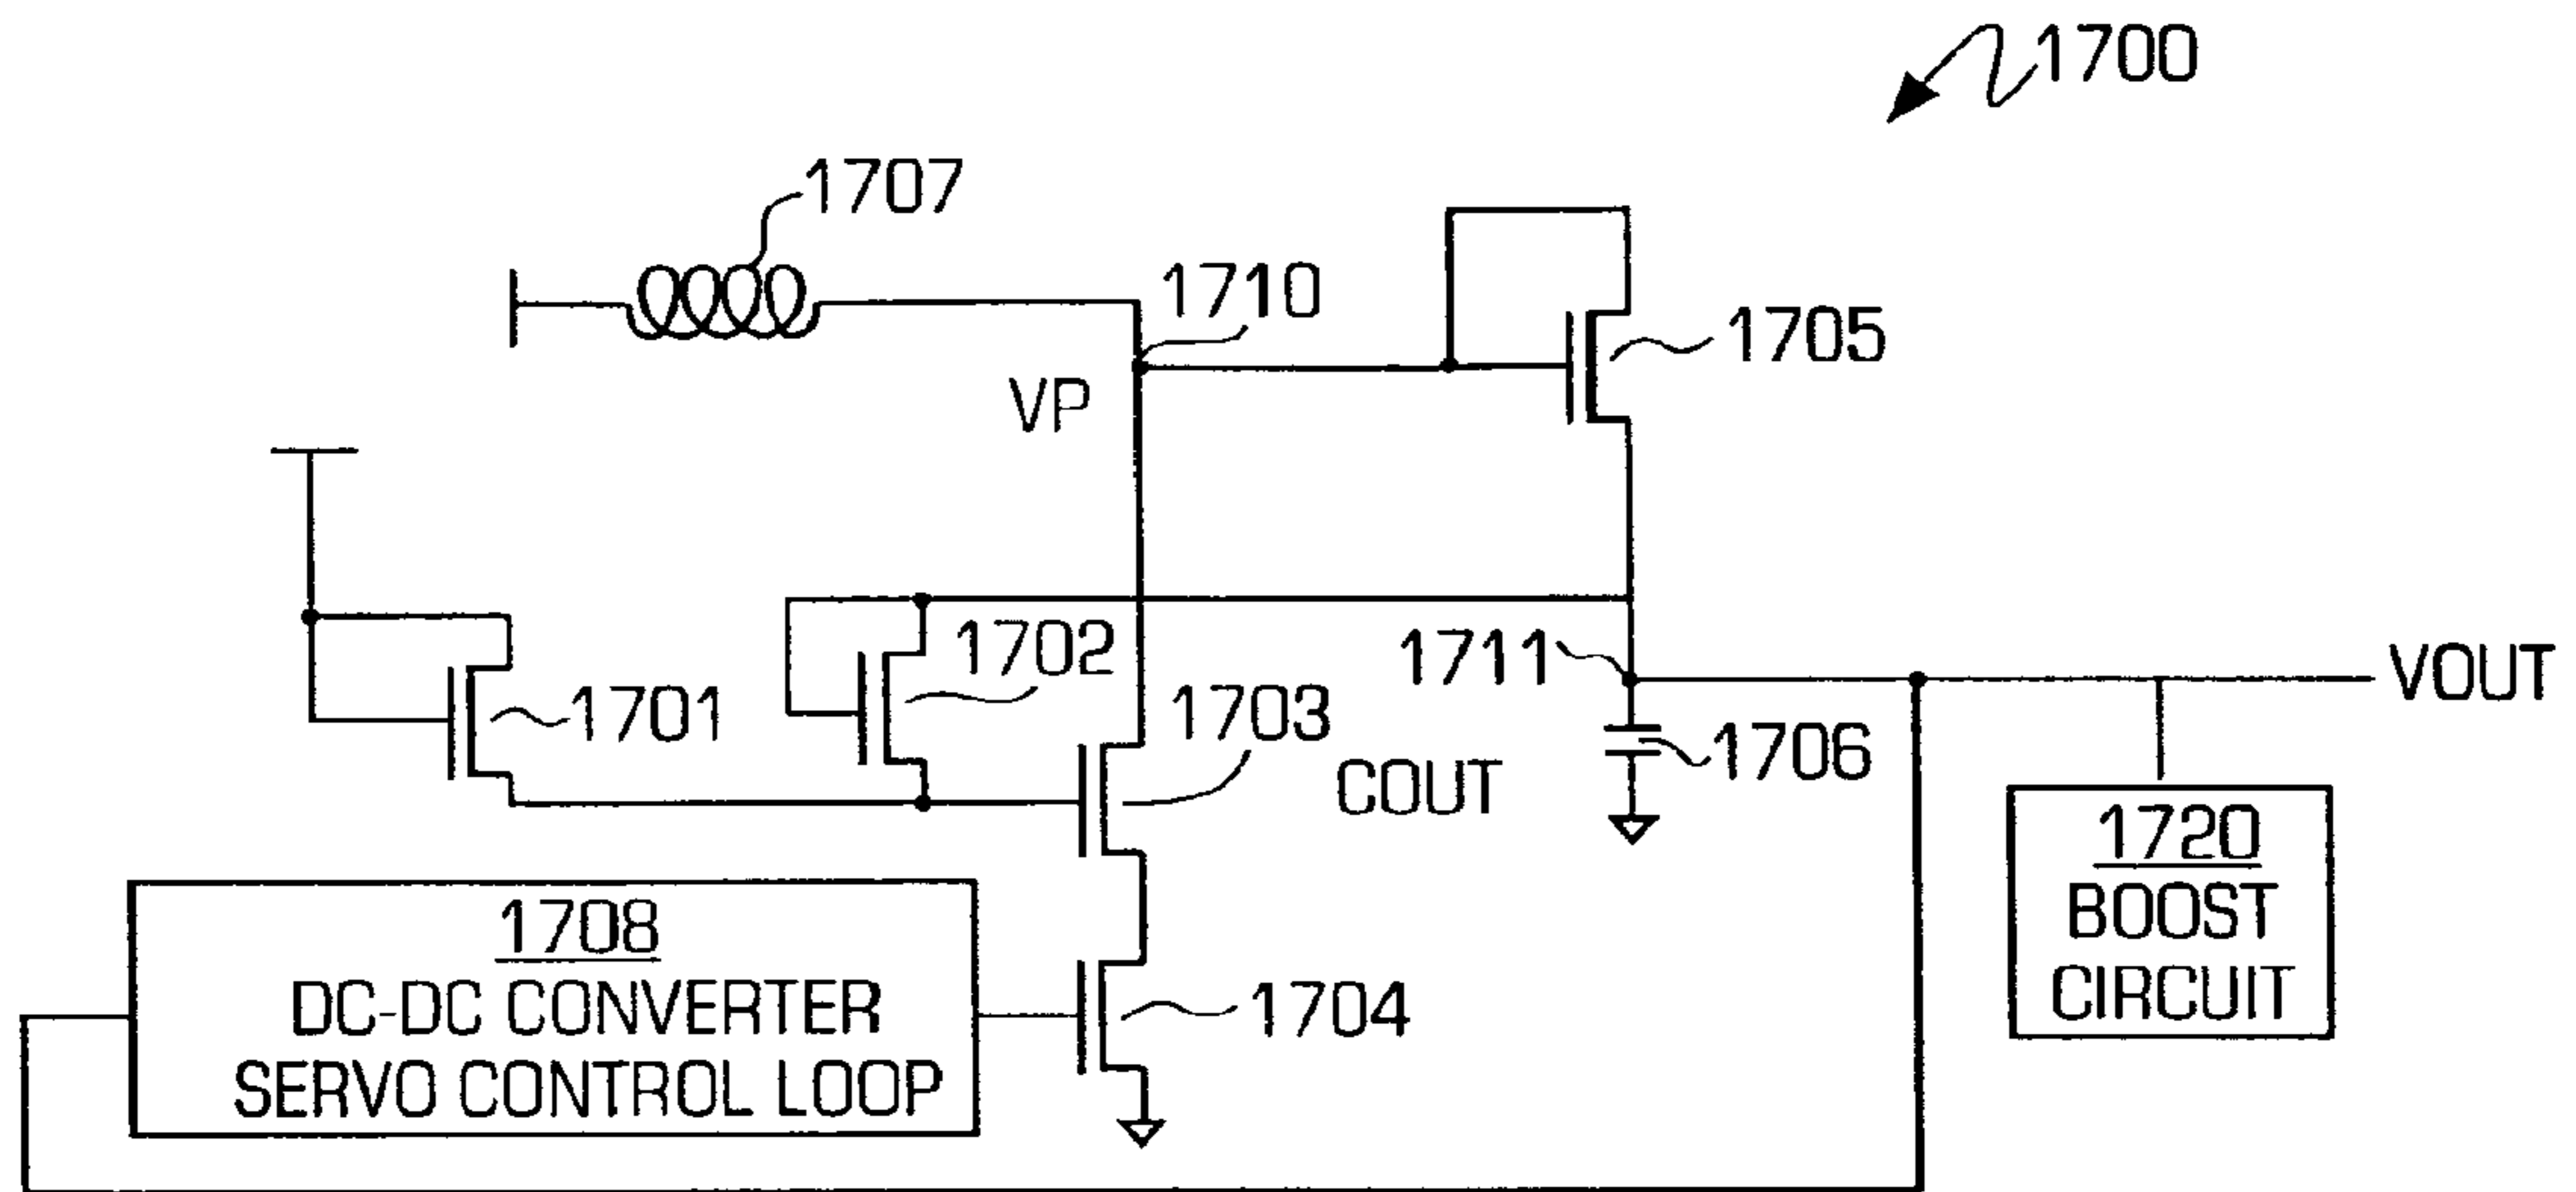 1700
1707
1710
1705
VP
1702
1711
VOUT
1701
1703
1706
COUT
1720
BOOST
CIRCUIT
1708
DC-DC CONVERTER
SERVO CONTROL LOOP
1704